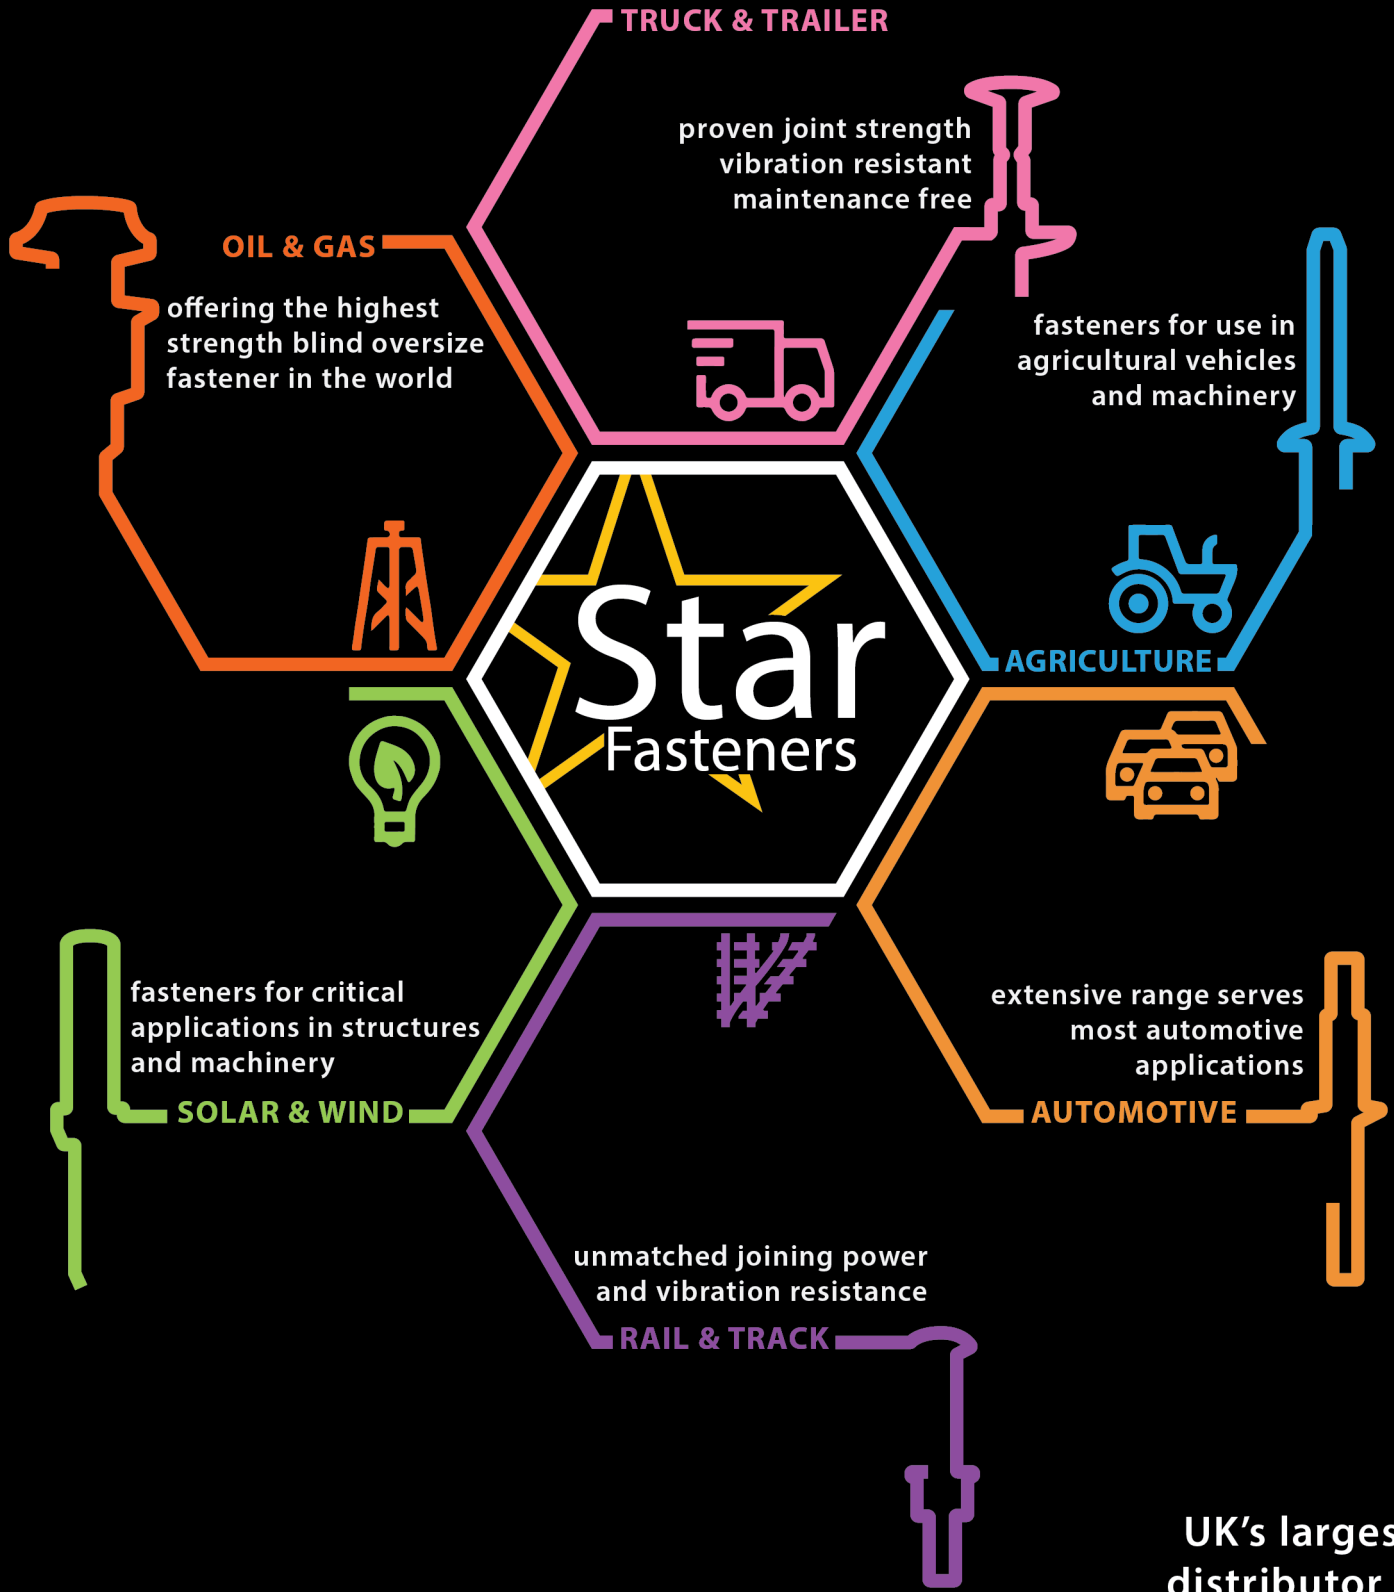 TRUCK & TRAILER
proven joint strength
vibration resistant
maintenance free
OIL & GAS
offering the highest
strength blind oversize
fastener in the world
fasteners for use in
agricultural vehicles
and machinery
AGRICULTURE
Star
Fasteners
fasteners for critical
applications in structures
and machinery
SOLAR & WIND
extensive range serves
most automotive
applications
AUTOMOTIVE
unmatched joining power
and vibration resistance
RAIL & TRACK
UK's larges
distributor